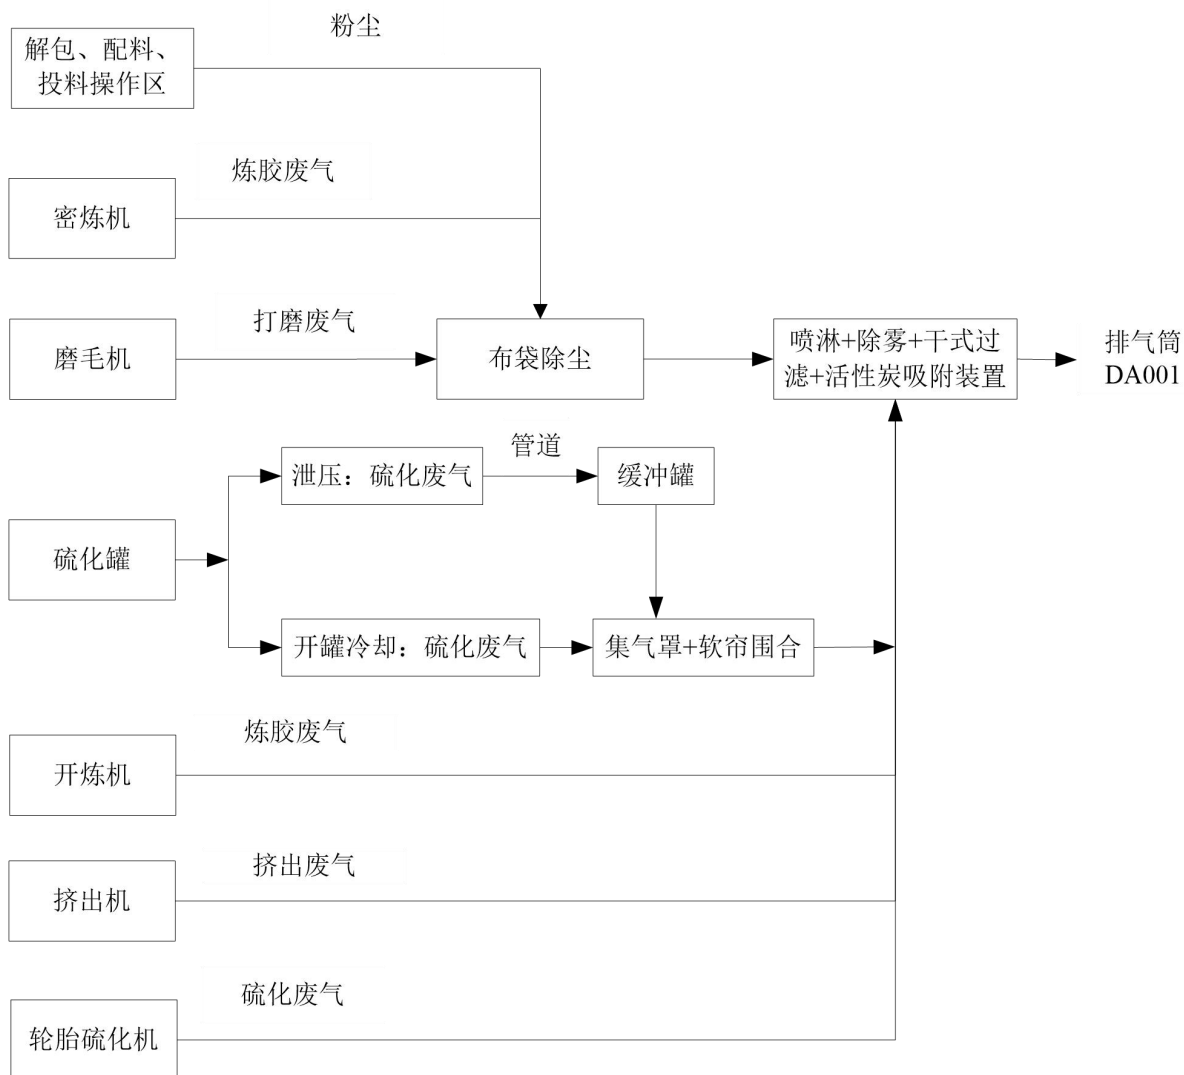 粉尘
解包、配料、
投料操作区
炼胶废气
密炼机
打磨废气
磨毛机
布袋除尘
喷淋+除雾+干式过
滤+活性炭吸附装置
排气筒
DA001
管道
泄压：硫化废气
缓冲罐
硫化罐
开罐冷却：硫化废气
集气罩+软帘围合
炼胶废气
开炼机
挤出废气
挤出机
硫化废气
轮胎硫化机